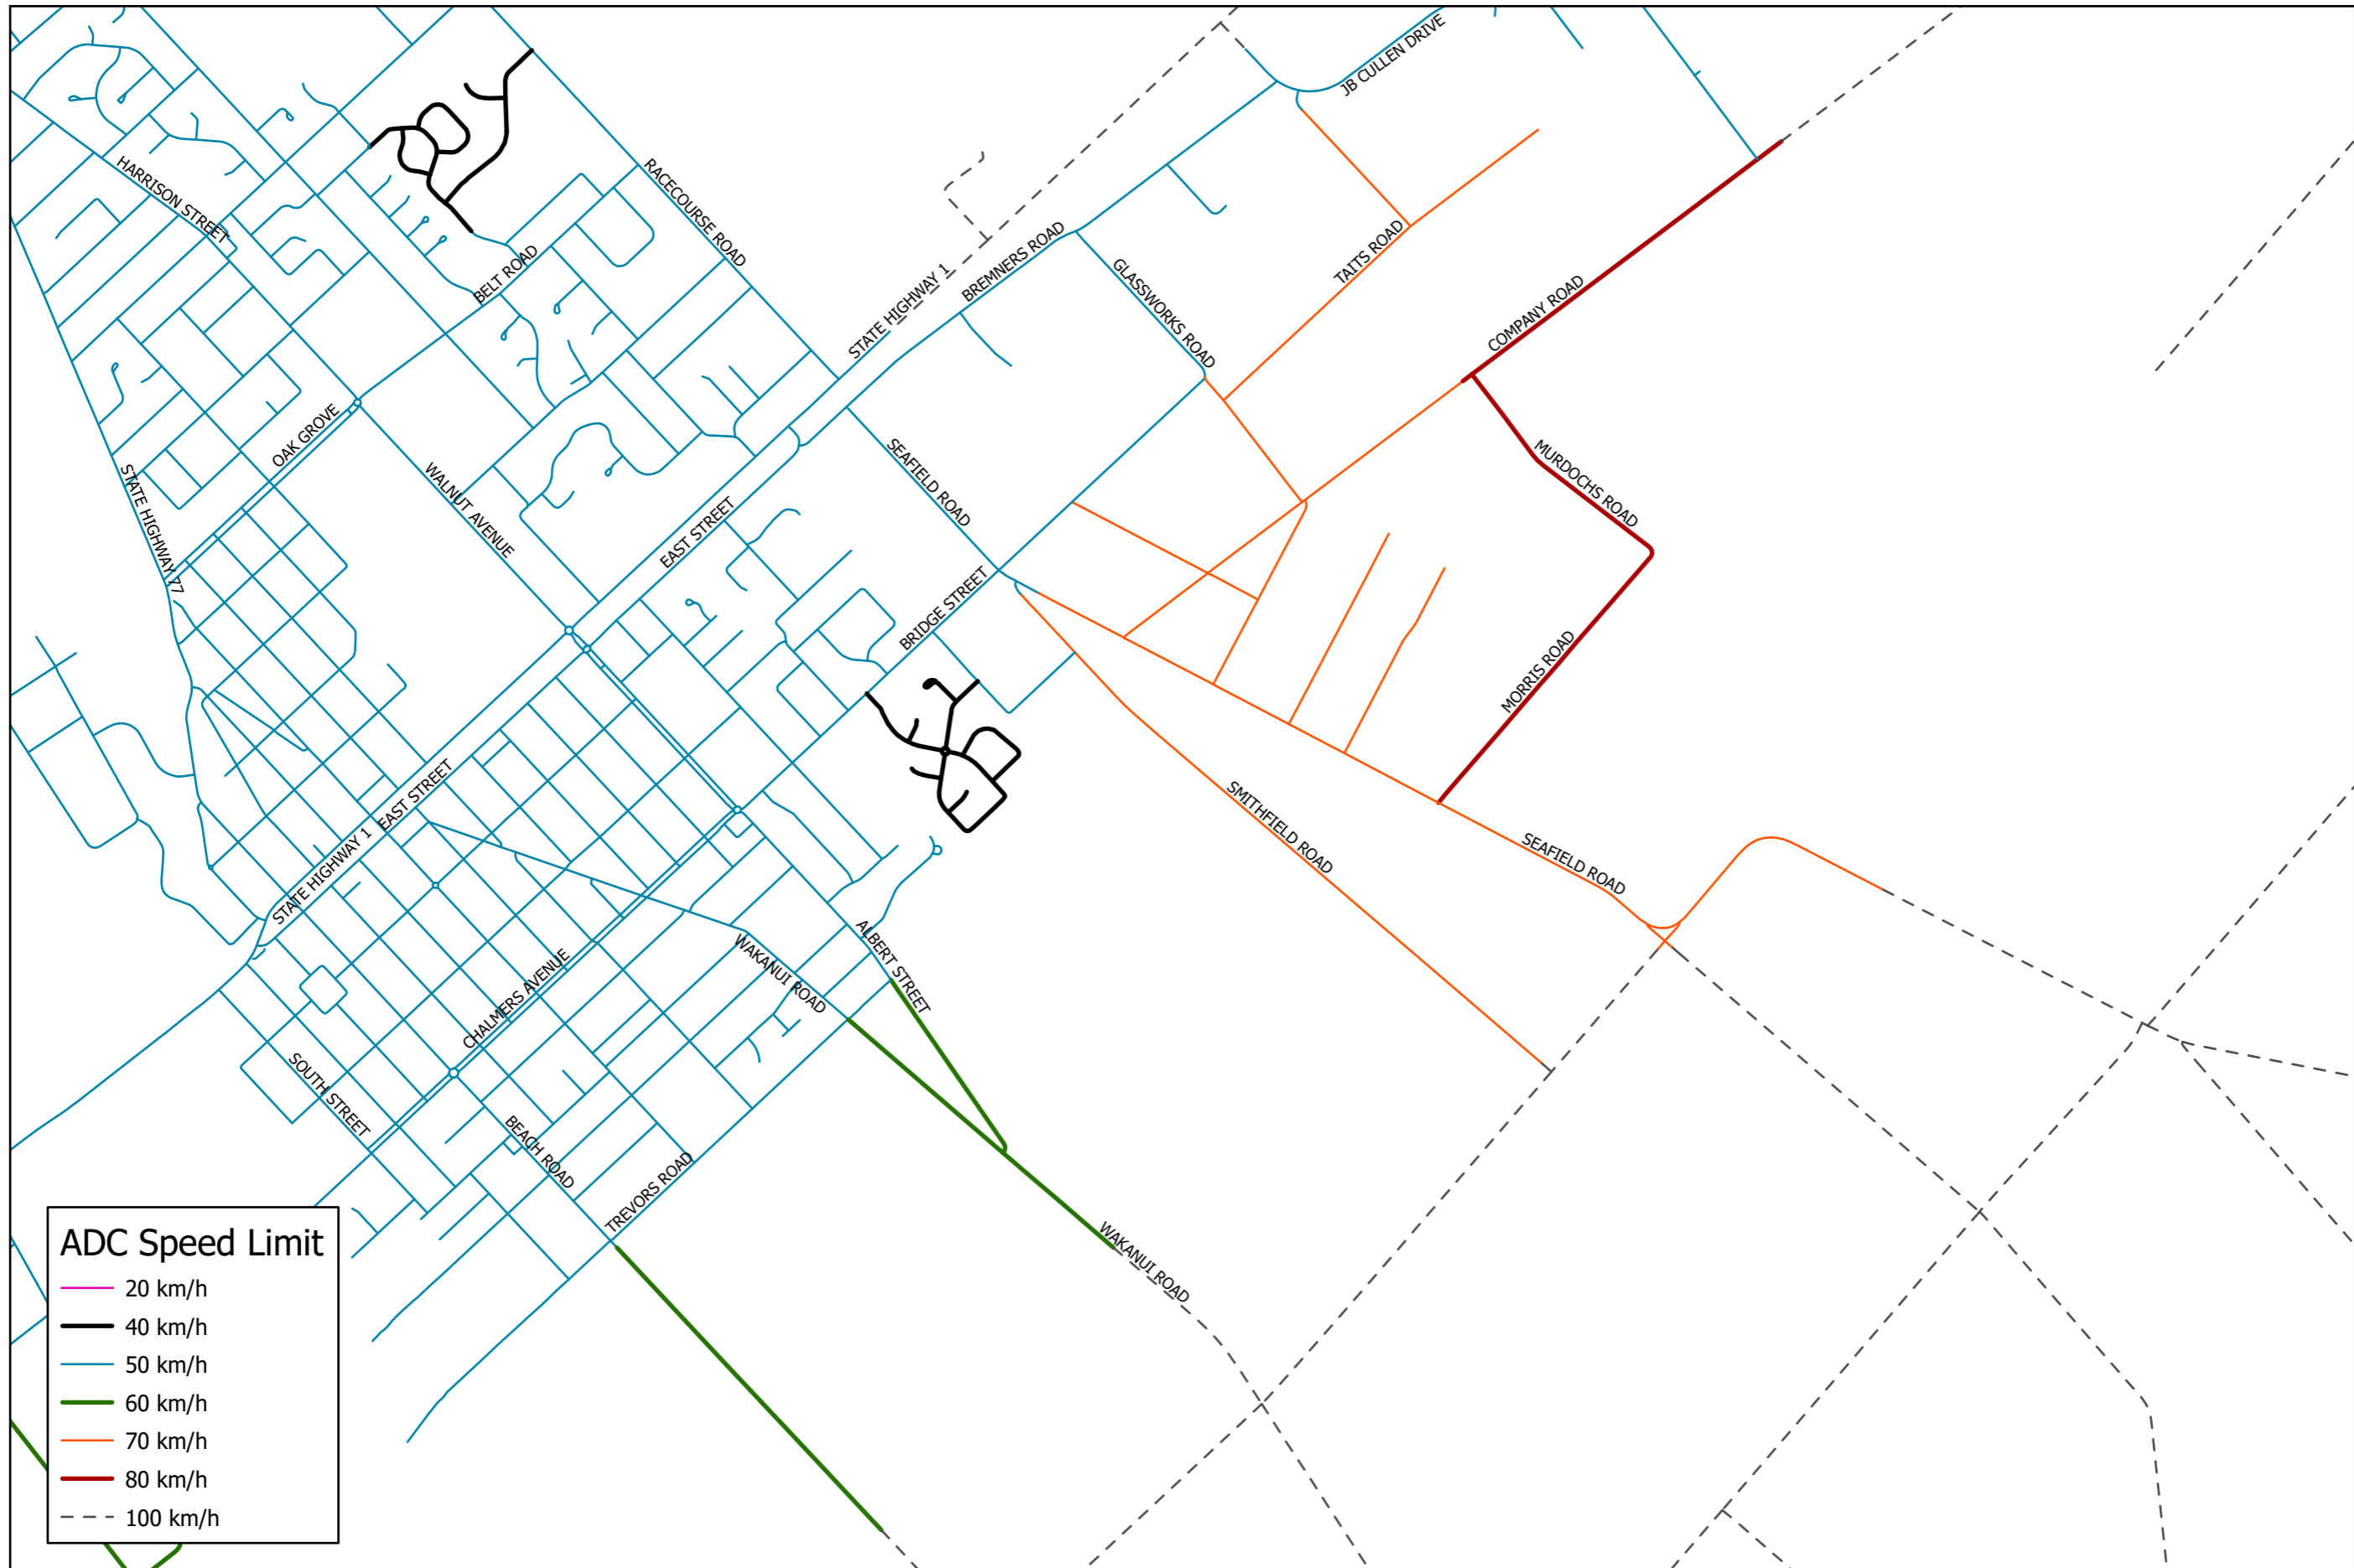 JB CULLEN DRIVE
HARRISON STREET
RACECOURSE ROAD
BELT ROAD
STATE HIGHWAY 1
BREMNERS ROAD
GLASSWORKS ROAD
TAITS ROAD
COMPANY ROAD
OAK GROVE
STATE HIGHWAY 77
WALNUT AVENUE
EAST STREET
SEAFIELD ROAD
MURDOCHS ROAD
BRIDGE STREET
MORRIS ROAD
EAST STREET
STATE HIGHWAY 1
SMITHFIELD ROAD
SEAFIELD ROAD
ALBERT STREET
WAKANUI ROAD
CHALMERS AVENUE
SOUTH STREET
BEACH ROAD
TREVORS ROAD
WAKANUI ROAD
ADC Speed Limit
20 km/h
40 km/h
50 km/h
60 km/h
70 km/h
80 km/h
100 km/h